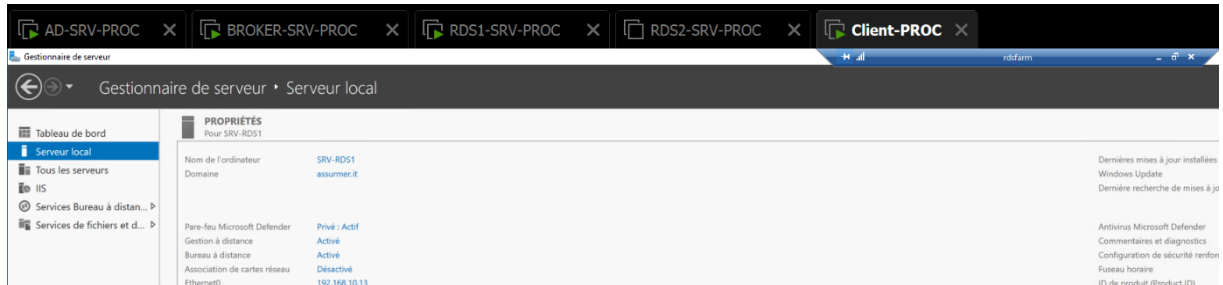 AD-SRV-PROC BROKER-SRV-PROC RDS1-SRV-PROC RDS2-SRV-PROC Client-PROC
Gestionnaire de serveur rdsfarm
Gestionnaire de serveur • Serveur local
Tableau de bord
Serveur local
Tous les serveurs
IIS
Services Bureau à distan...
Services de fichiers et d...
PROPRIÉTÉS
Pour SRV-RDS1
Nom de l'ordinateur SRV-RDS1
Domaine assurmer.it
Pare-feu Microsoft Defender Privé : Actif
Gestion à distance Activé
Bureau à distance Activé
Association de cartes réseau Désactivé
Ethernet0 192.168.10.13
Dernières mises à jour installées
Windows Update
Dernière recherche de mises à jo
Antivirus Microsoft Defender
Commentaires et diagnostics
Configuration de sécurité renfor
Fuseau horaire
ID de produit (Product ID)